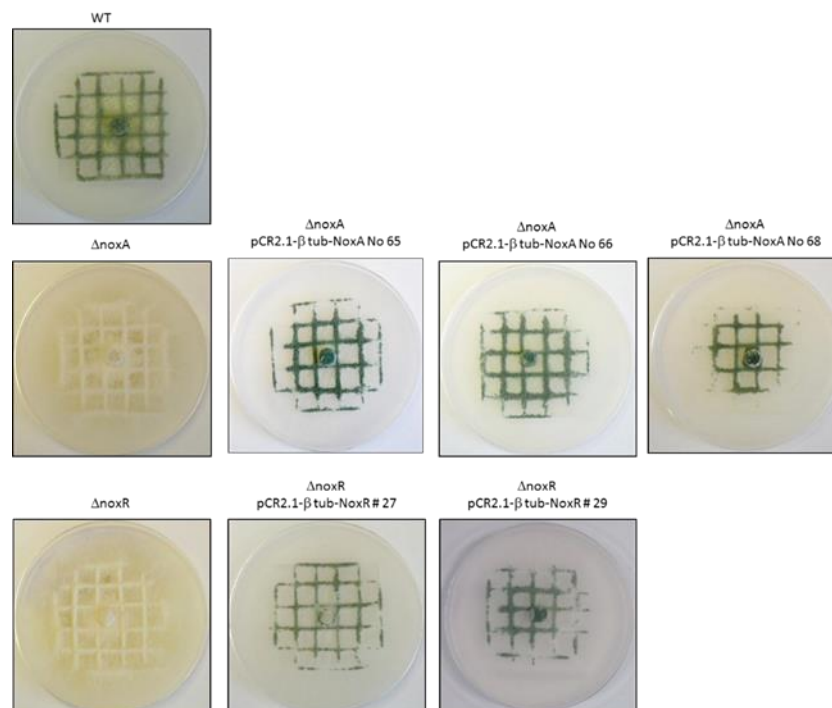 WT
ΔnoxA
ΔnoxA
pCR2.1-β tub-NoxA No 65
ΔnoxA
pCR2.1-β tub-NoxA No 66
ΔnoxA
pCR2.1-β tub-NoxA No 68
ΔnoxR
ΔnoxR
pCR2.1-β tub-NoxR # 27
ΔnoxR
pCR2.1-β tub-NoxR # 29